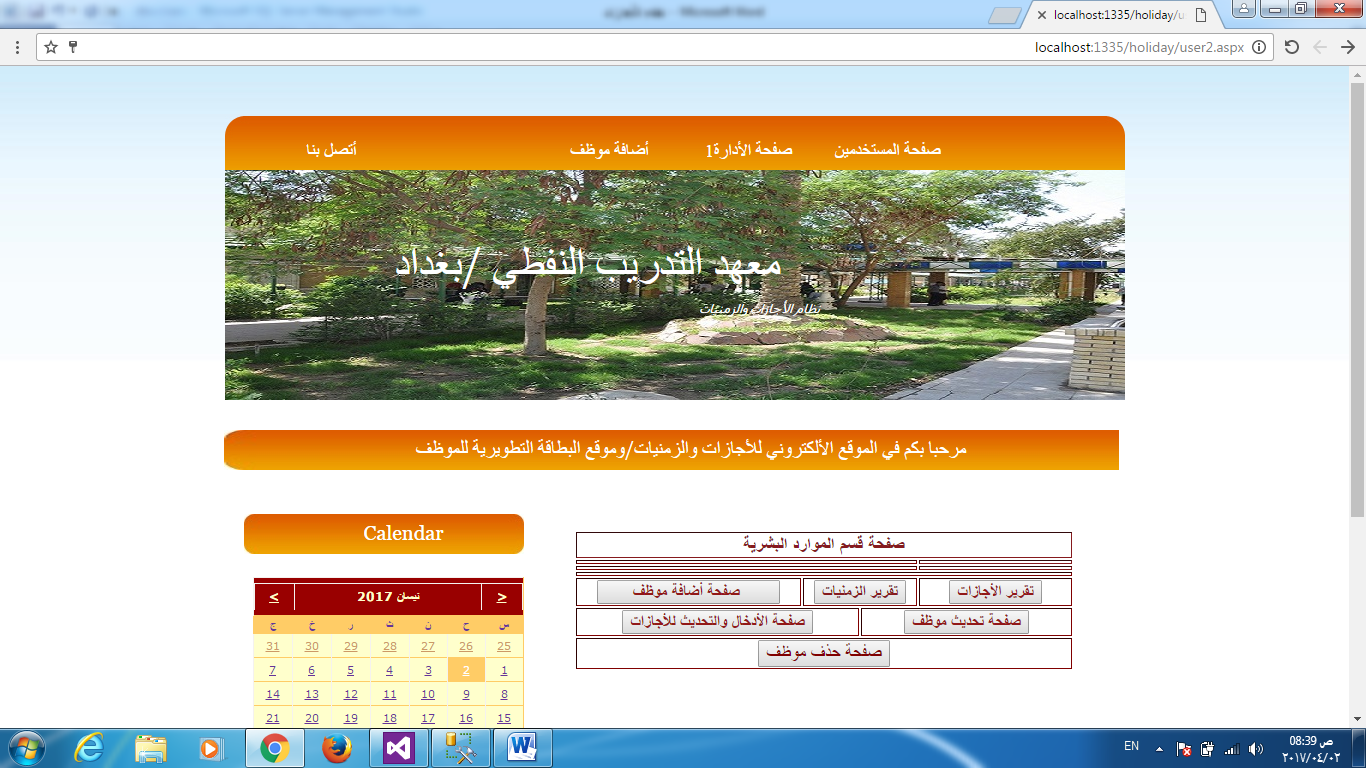 localhost:1335/holiday/u
localhost:1335/holiday/user2.aspx
صفحة المستخدمين صفحة الأدارة1 أضافة موظف أتصل بنا
معهد التدريب النفطي /بغداد
نظام الأجازات والزمنيات
مرحبا بكم في الموقع الألكتروني للأجازات والزمنيات/وموقع البطاقة التطويرية للموظف
صفحة قسم الموارد البشرية
تقرير الأجازات تقرير الزمنيات صفحة أضافة موظف
صفحة تحديث موظف صفحة الأدخال والتحديث للأجازات
صفحة حذف موظف
Calendar
< نيسان 2017 >
س ح ن ث ر خ ج
25 26 27 28 29 30 31
1 2 3 4 5 6 7
8 9 10 11 12 13 14
15 16 17 18 19 20 21
EN
08:39 ص
٢٠١٧/٠٤/٠٢